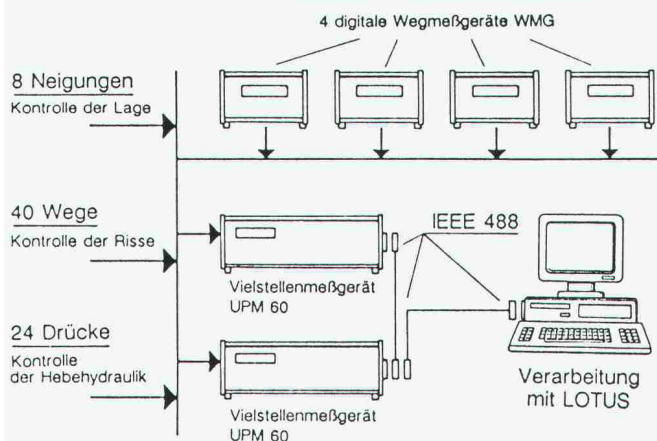 4 digitale Wegmeßgeräte WMG
8 Neigungen
Kontrolle der Lage
40 Wege
Kontrolle der Risse
IEEE 488
Vielstellenmeßgerät
UPM 60
24 Drücke
Kontrolle
der Hebehydraulik
Vielstellenmeßgerät
UPM 60
Verarbeitung
mit LOTUS